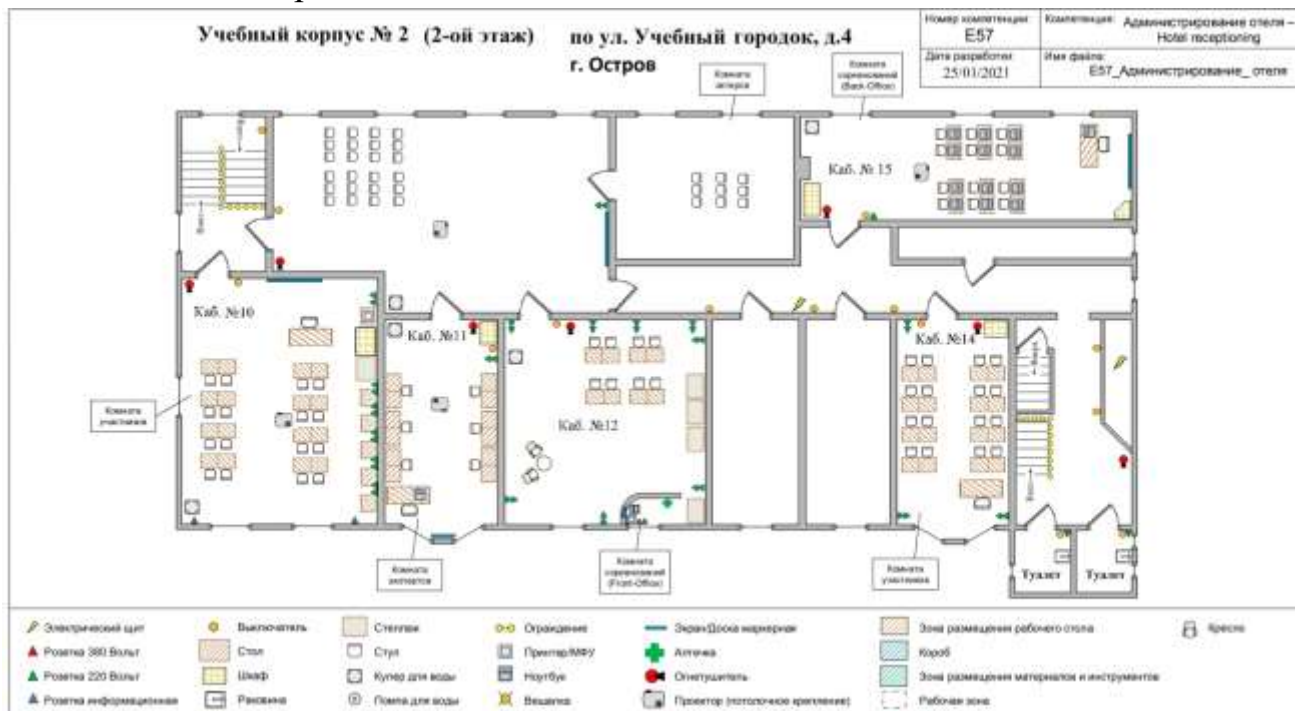 Учебный корпус № 2 (2-ой этаж) по ул. Учебный городок, д.4
г. Остров
Номер компетенции:
E57
Компетенция: Администрирование отеля –
Hotel receptioning
Дата разработки:
25/01/2021
Имя файла:
E57_Администрирование_ отеля
Комната
актеров
Комната
соревнований
(Back-Office)
Каб. № 15
Каб. №10
Каб. №11
Каб. №12
Каб. №14
Комната
участников
Комната
экспертов
Комната
соревнований
(Front-Office)
Комната
участников
Туалет
Туалет
Электрический щит
Розетка 380 Вольт
Розетка 220 Вольт
Розетка информационная
Выключатель
Стол
Шкаф
Раковина
Стеллаж
Стул
Кулер для воды
Помпа для воды
Ограждение
Принтер/МФУ
Ноутбук
Вешалка
Экран/Доска маркерная
Аптечка
Огнетушитель
Проектор (потолочное крепление)
Зона размещения рабочего стола
Короб
Зона размещения материалов и инструментов
Рабочая зона
Кресло